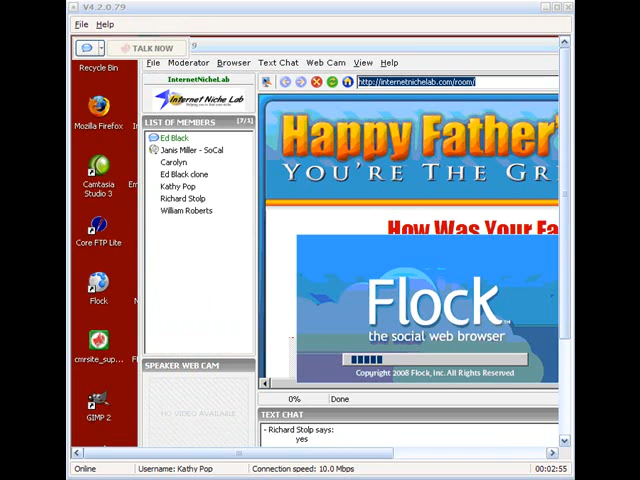 V4.2.0.79
File Help
TALK NOW
9
Recycle Bin
Mozilla Firefox
Camtasia
Studio 3
Core FTP Lite
Flock
cmrsite_sup...
GIMP 2
File Moderator Browser Text Chat Web Cam View Help
InternetNicheLab
Internet Niche Lab
http://internetnichelab.com/room/
LIST OF MEMBERS [7/1]
Ed Black
Janis Miller - SoCal
Carolyn
Ed Black clone
Kathy Pop
Richard Stolp
William Roberts
Happy Father'
YOU'RE THE GR
How Was Your Fa
Flock
the social web browser
Copyright 2008 Flock, Inc. All Rights Reserved
SPEAKER WEB CAM
NO VIDEO AVAILABLE
0% Done
TEXT CHAT
- Richard Stolp says:
yes
Online Username: Kathy Pop Connection speed: 10.0 Mbps 00:02:55